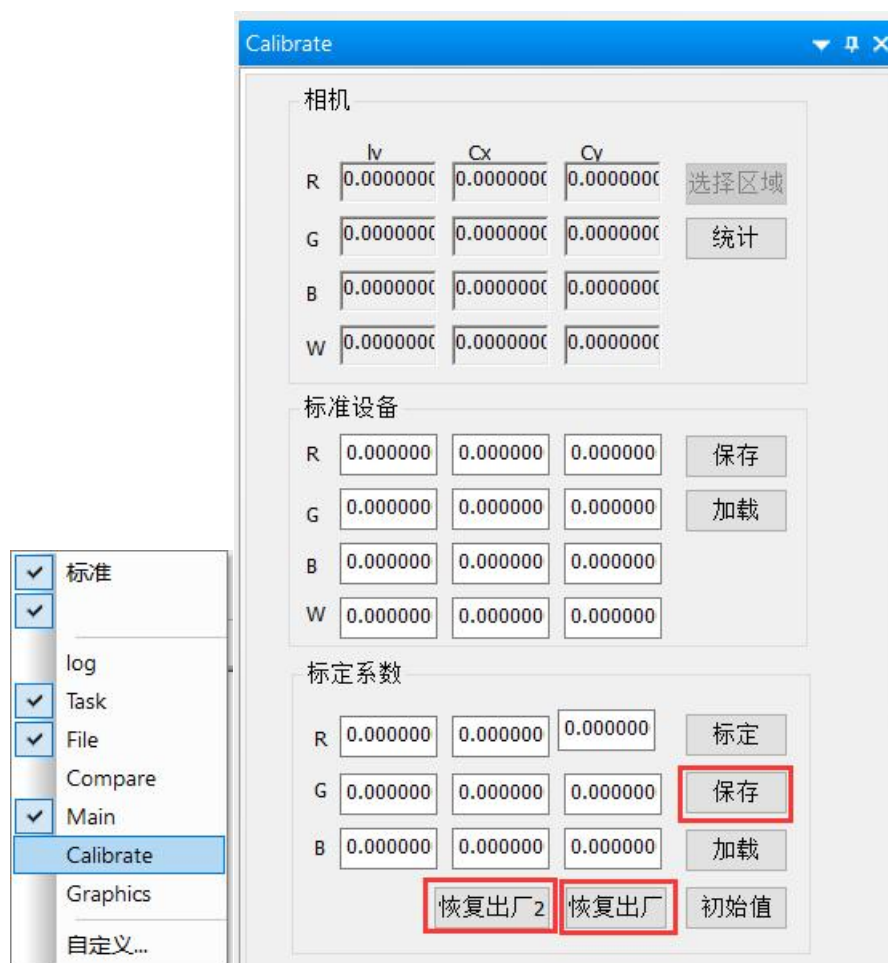 Calibrate
相机
lv Cx Cy
R 0.0000000 0.0000000 0.0000000 选择区域
G 0.0000000 0.0000000 0.0000000 统计
B 0.0000000 0.0000000 0.0000000
W 0.0000000 0.0000000 0.0000000
标准设备
R 0.000000 0.000000 0.000000 保存
G 0.000000 0.000000 0.000000 加载
B 0.000000 0.000000 0.000000
W 0.000000 0.000000 0.000000
标定系数
R 0.000000 0.000000 0.000000 标定
G 0.000000 0.000000 0.000000 保存
B 0.000000 0.000000 0.000000 加载
恢复出厂2 恢复出厂 初始值
标准
log
Task
File
Compare
Main
Calibrate
Graphics
自定义...